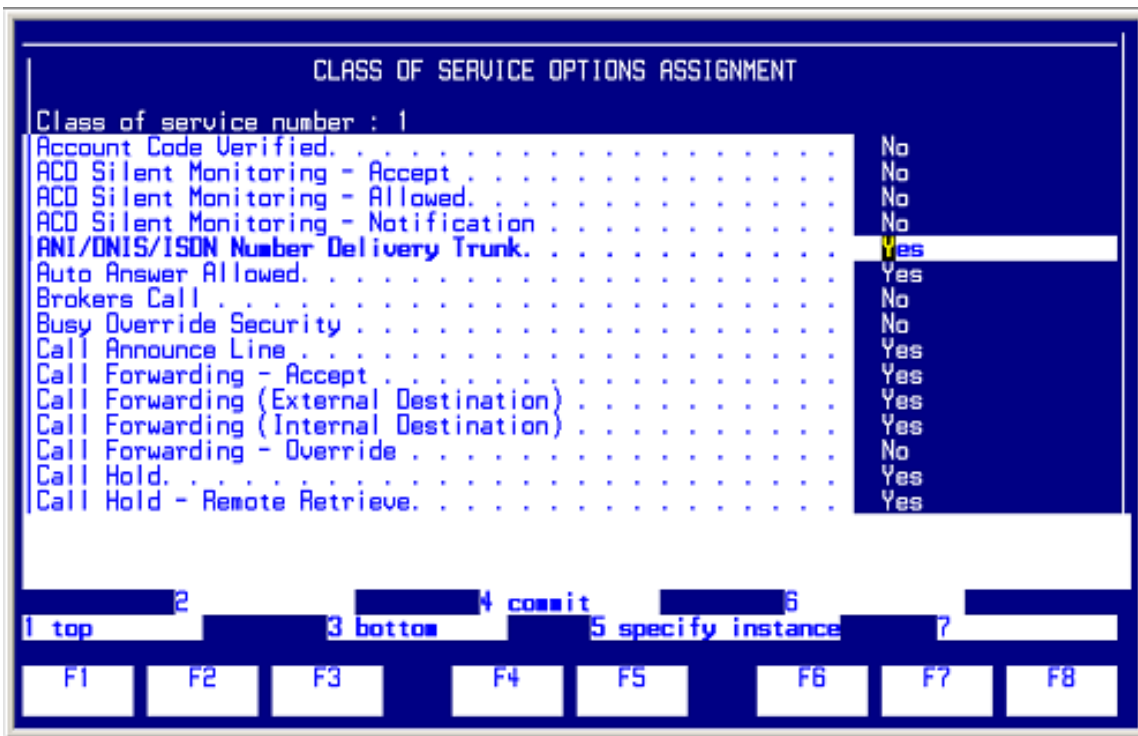 CLASS OF SERVICE OPTIONS ASSIGNMENT
Class of service number : 1
Account Code Verified. . . . . . . . . . . . . . . . . . . No
ACD Silent Monitoring - Accept . . . . . . . . . . . . . . No
ACD Silent Monitoring - Allowed. . . . . . . . . . . . . . No
ACD Silent Monitoring - Notification . . . . . . . . . . . No
ANI/DNIS/ISDN Number Delivery Trunk. . . . . . . . . . . . Yes
Auto Answer Allowed. . . . . . . . . . . . . . . . . . . . Yes
Brokers Call . . . . . . . . . . . . . . . . . . . . . . . No
Busy Override Security . . . . . . . . . . . . . . . . . . No
Call Announce Line . . . . . . . . . . . . . . . . . . . . Yes
Call Forwarding - Accept . . . . . . . . . . . . . . . . . Yes
Call Forwarding (External Destination) . . . . . . . . . . Yes
Call Forwarding (Internal Destination) . . . . . . . . . . Yes
Call Forwarding - Override . . . . . . . . . . . . . . . . No
Call Hold. . . . . . . . . . . . . . . . . . . . . . . . . Yes
Call Hold - Remote Retrieve. . . . . . . . . . . . . . . . Yes
2 4 commit 6
1 top 3 bottom 5 specify instance 7
F1 F2 F3 F4 F5 F6 F7 F8